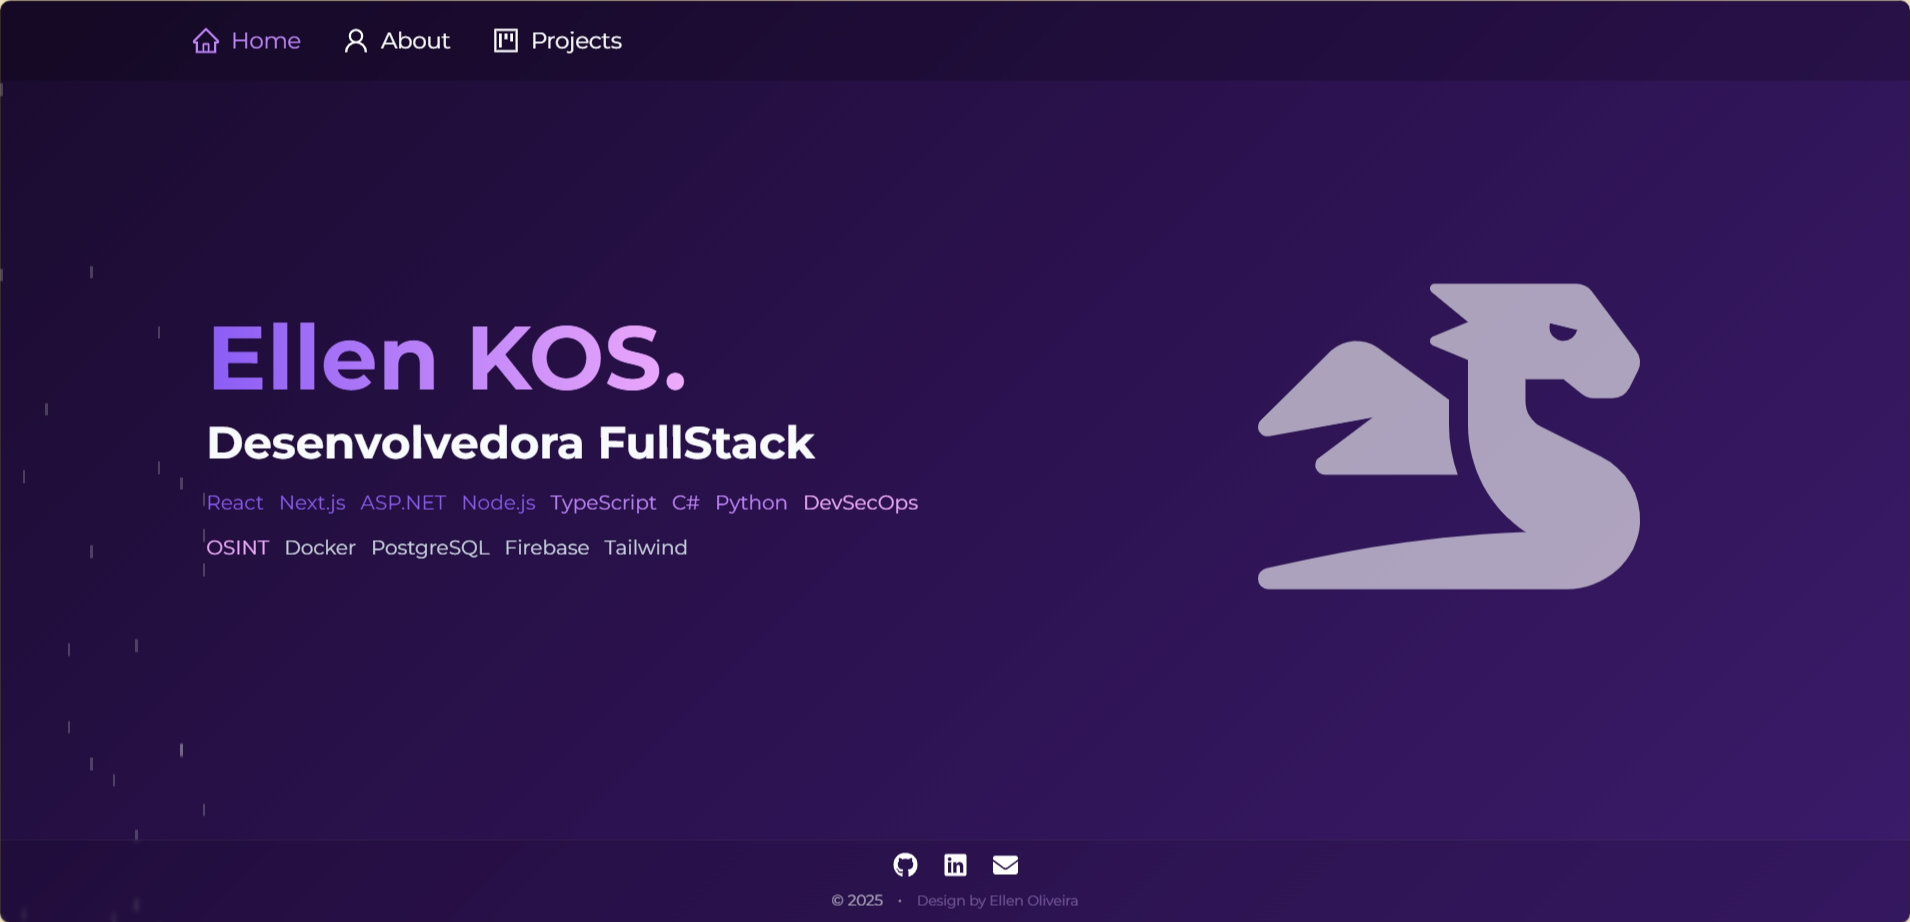 Home About Projects
Ellen KOS.
Desenvolvedora FullStack
React Next.js ASP.NET Node.js TypeScript C# Python DevSecOps
OSINT Docker PostgreSQL Firebase Tailwind
© 2025 • Design by Ellen Oliveira